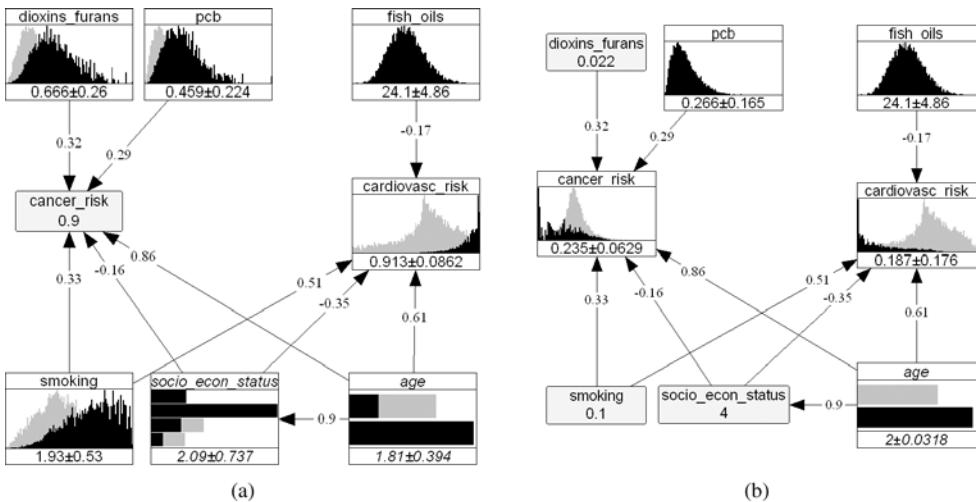 dioxins_furans
0.666±0.26
pcb
0.459±0.224
fish_oils
24.1±4.86
0.32
0.29
-0.17
cancer_risk
0.9
cardiovasc_risk
0.913±0.0862
0.33
-0.16
0.86
0.51
-0.35
0.61
smoking
1.93±0.53
socio_econ_status
2.09±0.737
0.9
age
1.81±0.394
(a)
dioxins_furans
0.022
pcb
0.266±0.165
fish_oils
24.1±4.86
0.32
0.29
-0.17
cancer_risk
0.235±0.0629
cardiovasc_risk
0.187±0.176
0.33
-0.16
0.86
0.51
-0.35
0.61
smoking
0.1
socio_econ_status
4
0.9
age
2±0.0318
(b)